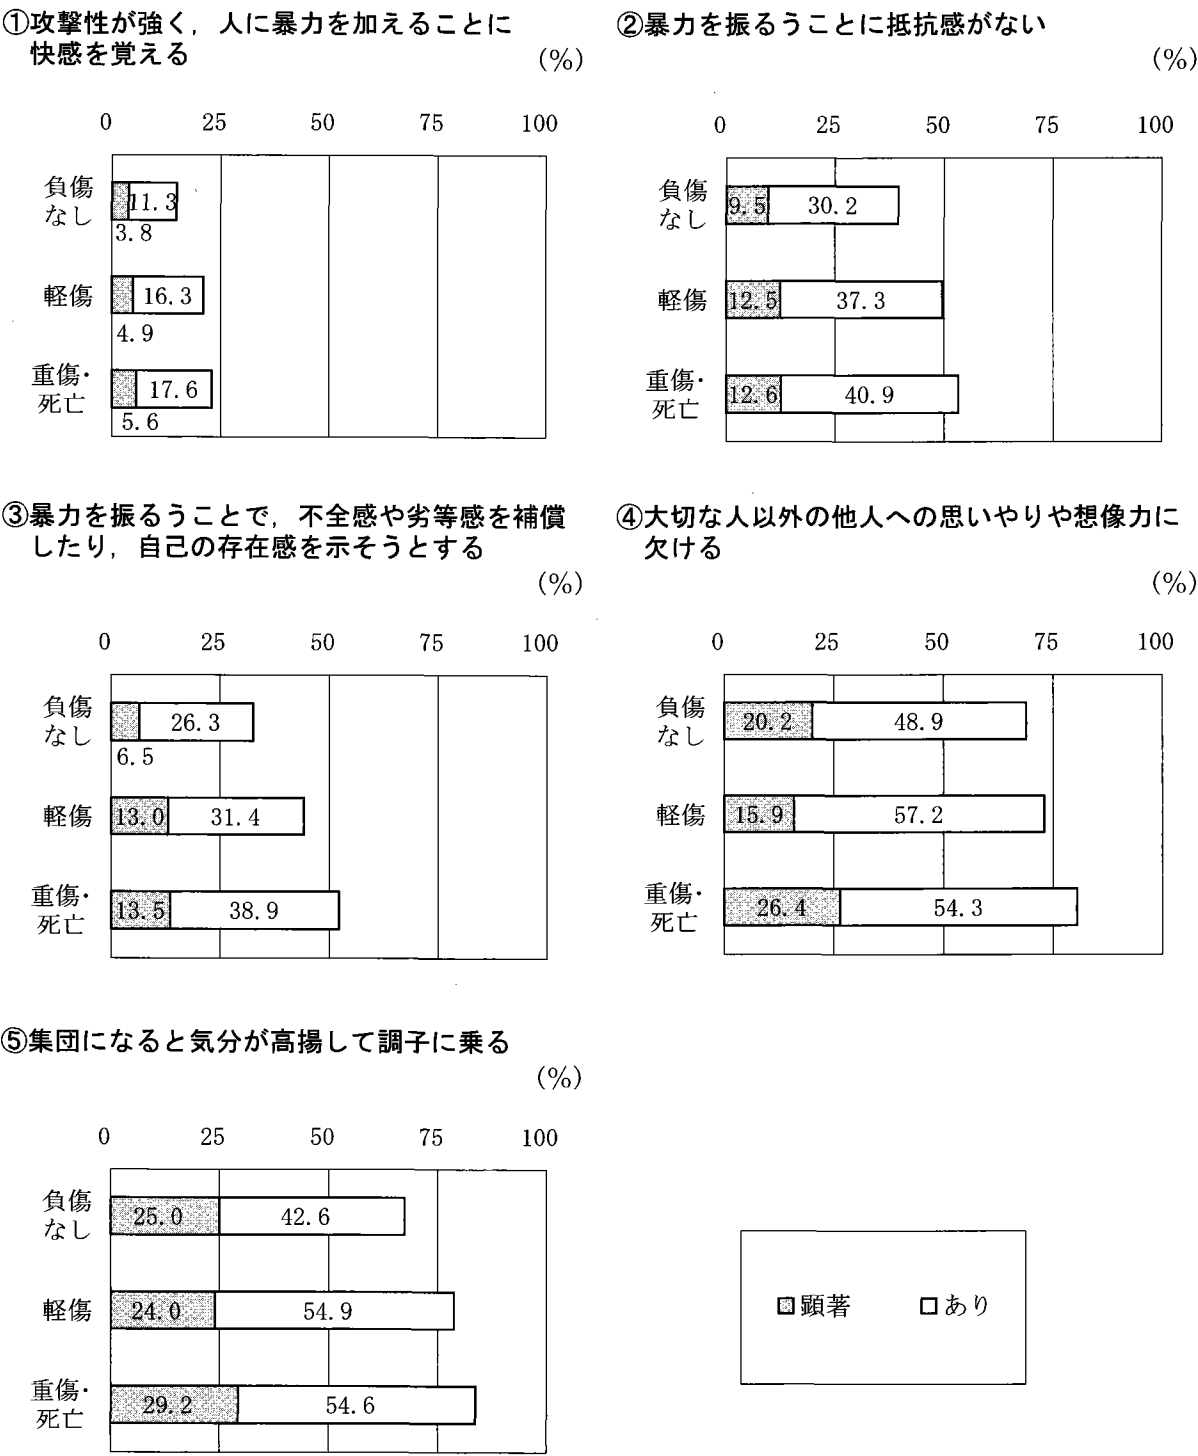 ①攻撃性が強く，人に暴力を加えることに
快感を覚える
(%)
0 25 50 75 100
負傷
なし
11.3
3.8
軽傷
16.3
4.9
重傷・
死亡
17.6
5.6
②暴力を振るうことに抵抗感がない
(%)
0 25 50 75 100
負傷
なし
9.5 30.2
軽傷
12.5 37.3
重傷・
死亡
12.6 40.9
③暴力を振るうことで，不全感や劣等感を補償
したり，自己の存在感を示そうとする
(%)
0 25 50 75 100
負傷
なし
26.3
6.5
軽傷
13.0 31.4
重傷・
死亡
13.5 38.9
④大切な人以外の他人への思いやりや想像力に
欠ける
(%)
0 25 50 75 100
負傷
なし
20.2 48.9
軽傷
15.9 57.2
重傷・
死亡
26.4 54.3
⑤集団になると気分が高揚して調子に乗る
(%)
0 25 50 75 100
負傷
なし
25.0 42.6
軽傷
24.0 54.9
重傷・
死亡
29.2 54.6
顕著 あり